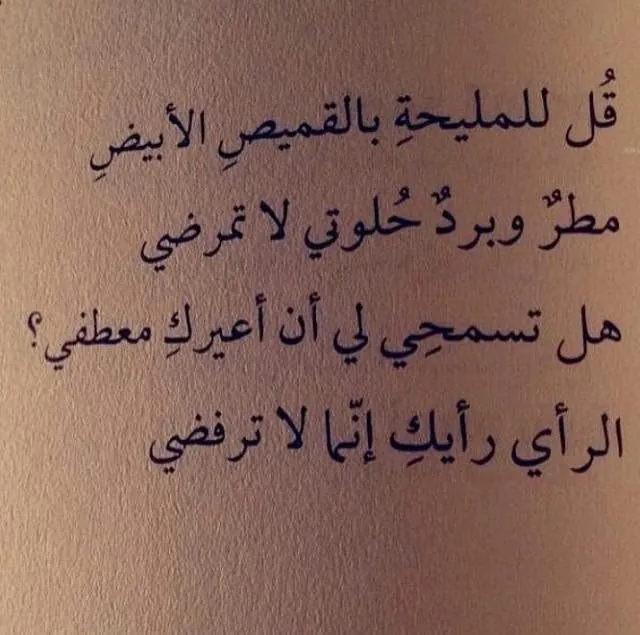 قُل للمليحةِ بالقميصِ الأبيضِ
مطرٌ وبردٌ حُلوتي لا تمرضي
هل تسمحِي لي أن أعيركِ معطفي؟
الرأي رأيكِ إنّما لا ترفضي